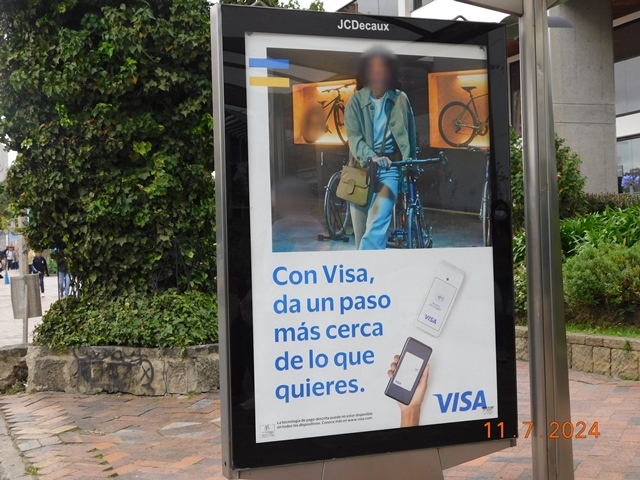 JCDecaux
Con Visa,
da un paso
más cerca
de lo que
quieres.
VISA
VISA
La tecnología de pago descrita puede no estar disponible
en todos los dispositivos. Conoce más en www.visa.com.
11.7.2024